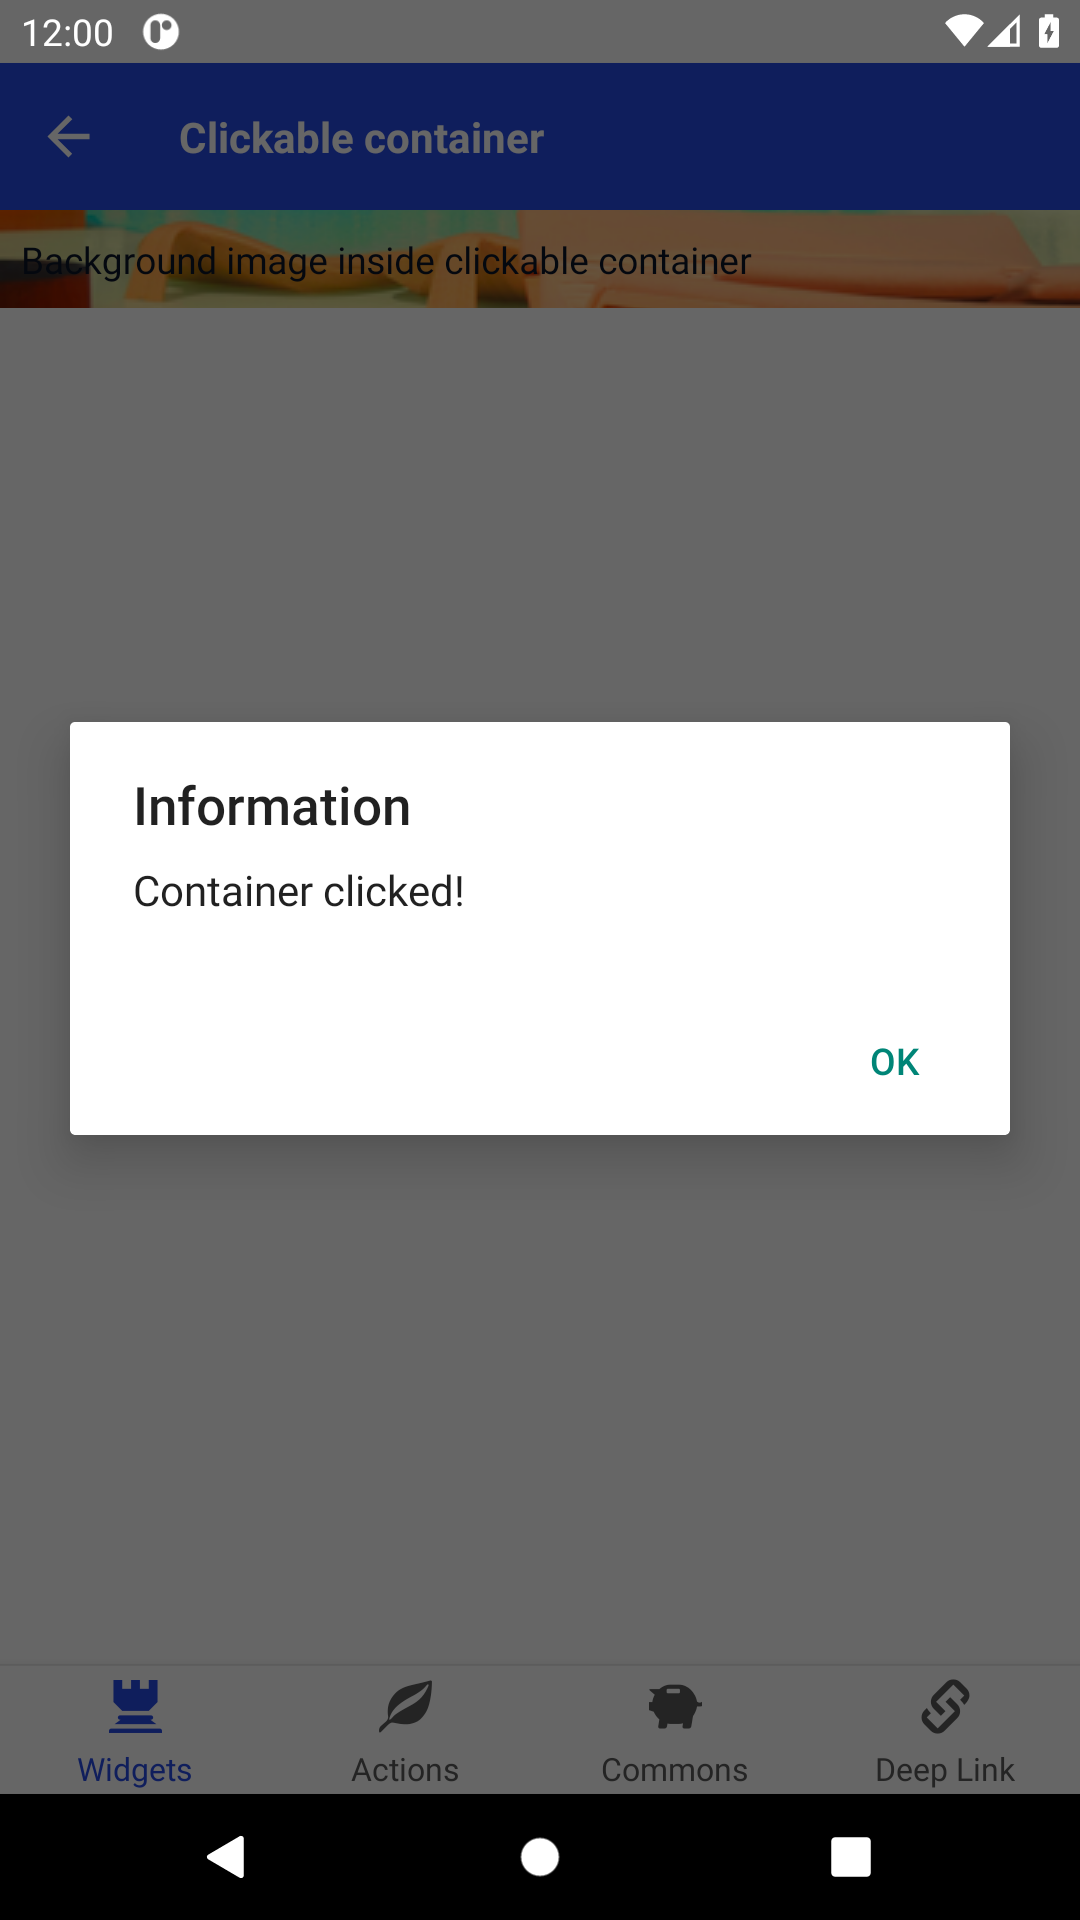 12:00
Clickable container
Background image inside clickable container
Information
Container clicked!
OK
Widgets
Actions
Commons
Deep Link